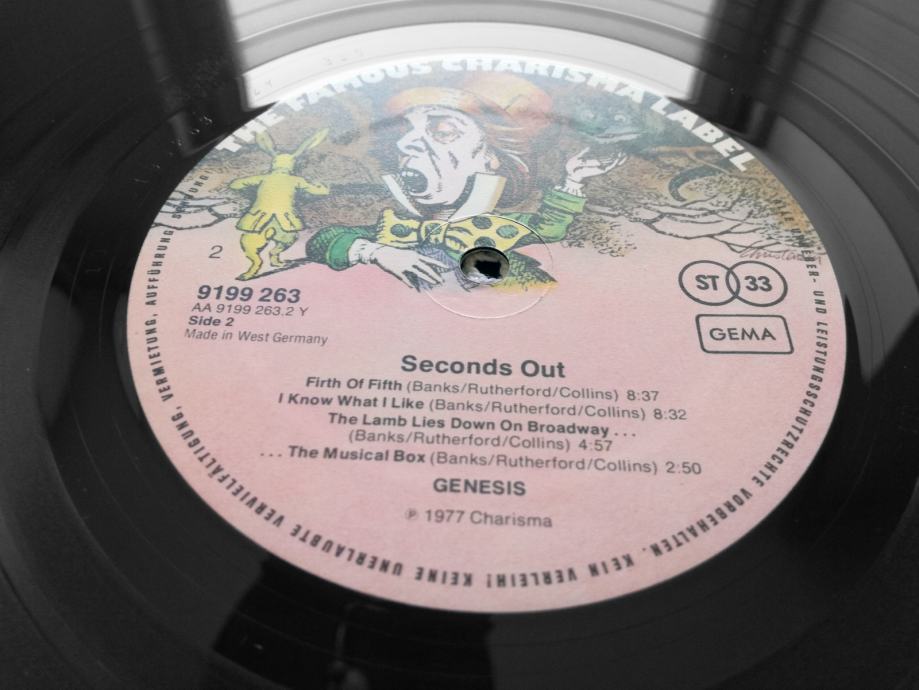 THE FAMOUS CHARISMA LABEL
2
9199 263
AA 9199 263.2 Y
Side 2
Made in West Germany
ST 33
GEMA
Seconds Out
Firth Of Fifth (Banks/Rutherford/Collins) 8:37
I Know What I Like (Banks/Rutherford/Collins) 8:32
The Lamb Lies Down On Broadway ...
(Banks/Rutherford/Collins) 4:57
... The Musical Box (Banks/Rutherford/Collins) 2:50
GENESIS
℗ 1977 Charisma
ALLE URHEBER- UND LEISTUNGSSCHUTZRECHTE VORBEHALTEN. KEIN VERLEIH! KEINE UNERLAUBTE VERVIELFÄLTIGUNG, VERMIETUNG, AUFFÜHRUNG,